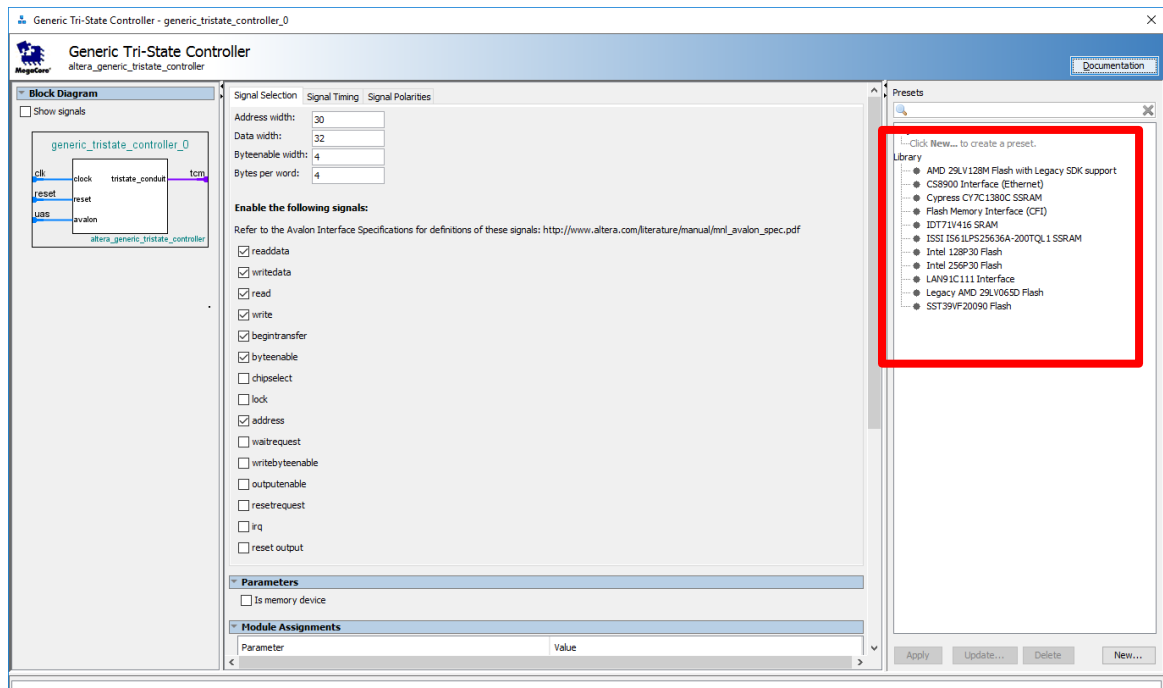 Generic Tri-State Controller - generic_tristate_controller_0
MegaCore'
Generic Tri-State Controller
altera_generic_tristate_controller
Documentation
Block Diagram
Show signals
generic_tristate_controller_0
clk
clock
tristate_conduit
tcm
reset
reset
uas
avalon
altera_generic_tristate_controller
Signal Selection Signal Timing Signal Polarities
Address width: 30
Data width: 32
Byteenable width: 4
Bytes per word: 4
Enable the following signals:
Refer to the Avalon Interface Specifications for definitions of these signals: http://www.altera.com/literature/manual/mnl_avalon_spec.pdf
readdata
writedata
read
write
begintransfer
byteenable
chipselect
lock
address
waitrequest
writebyteenable
outputenable
resetrequest
irq
reset output
Parameters
Is memory device
Module Assignments
Parameter Value
Presets
Click New... to create a preset.
Library
AMD 29LV128M Flash with Legacy SDK support
CS8900 Interface (Ethernet)
Cypress CY7C1380C SSRAM
Flash Memory Interface (CFI)
IDT71V416 SRAM
ISSI IS61LPS25636A-200TQL1 SSRAM
Intel 128P30 Flash
Intel 256P30 Flash
LAN91C111 Interface
Legacy AMD 29LV065D Flash
SST39VF20090 Flash
Apply Update... Delete New...